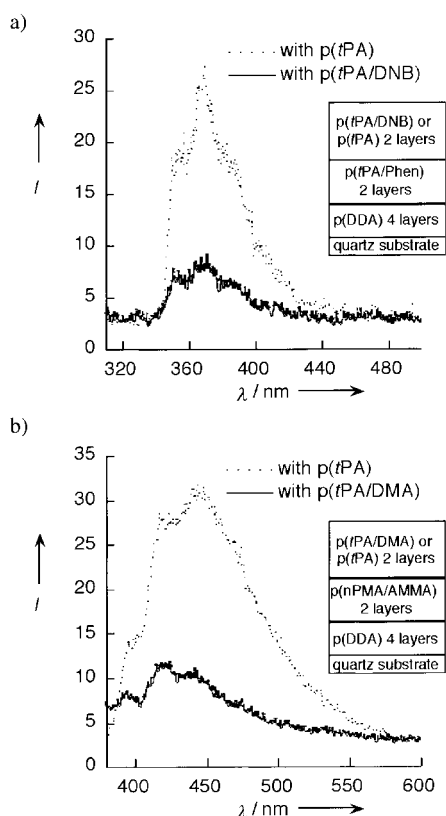 a)
with p(tPA)
with p(tPA/DNB)
30
25
20
15
10
5
0
I
p(tPA/DNB) or
p(tPA) 2 layers
p(tPA/Phen)
2 layers
p(DDA) 4 layers
quartz substrate
320
360
400
440
480
λ / nm
b)
with p(tPA)
with p(tPA/DMA)
35
30
25
20
15
10
5
0
I
p(tPA/DMA) or
p(tPA) 2 layers
p(nPMA/AMMA)
2 layers
p(DDA) 4 layers
quartz substrate
400
450
500
550
600
λ / nm